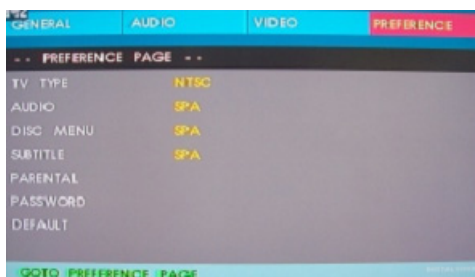 GENERAL AUDIO VIDEO PREFERENCE
-- PREFERENCE PAGE --
TV TYPE NTSC
AUDIO SPA
DISC MENU SPA
SUBTITLE SPA
PARENTAL
PASSWORD
DEFAULT
GOTO PREFERENCE PAGE